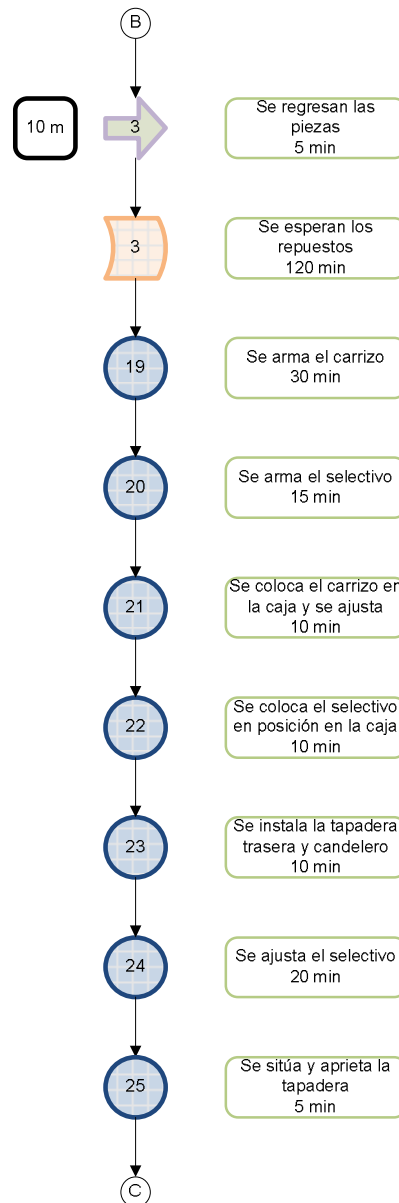 B
10 m
3
Se regresan las
piezas
5 min
3
Se esperan los
repuestos
120 min
19
Se arma el carrizo
30 min
20
Se arma el selectivo
15 min
21
Se coloca el carrizo en
la caja y se ajusta
10 min
22
Se coloca el selectivo
en posición en la caja
10 min
23
Se instala la tapadera
trasera y candelero
10 min
24
Se ajusta el selectivo
20 min
25
Se sitúa y aprieta la
tapadera
5 min
C